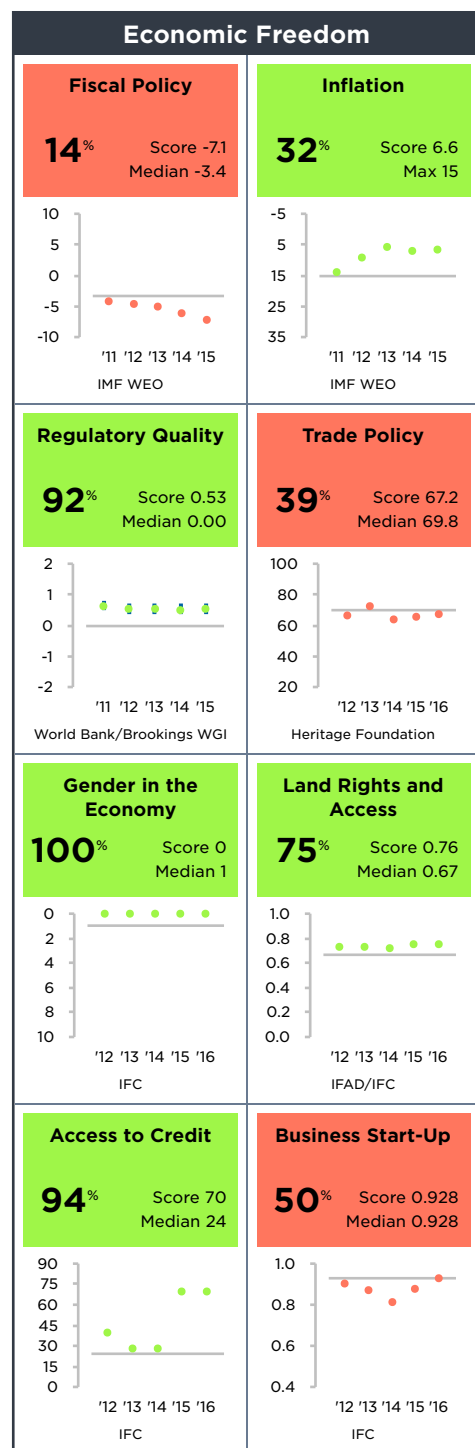 Economic Freedom
Fiscal Policy
14%
Score -7.1
Median -3.4
10
5
0
-5
-10
'11 '12 '13 '14 '15
IMF WEO
Inflation
32%
Score 6.6
Max 15
-5
5
15
25
35
'11 '12 '13 '14 '15
IMF WEO
Regulatory Quality
92%
Score 0.53
Median 0.00
2
1
0
-1
-2
'11 '12 '13 '14 '15
World Bank/Brookings WGI
Trade Policy
39%
Score 67.2
Median 69.8
100
80
60
40
20
'12 '13 '14 '15 '16
Heritage Foundation
Gender in the
Economy
100%
Score 0
Median 1
0
2
4
6
8
10
'12 '13 '14 '15 '16
IFC
Land Rights and
Access
75%
Score 0.76
Median 0.67
1.0
0.8
0.6
0.4
0.2
0.0
'12 '13 '14 '15 '16
IFAD/IFC
Access to Credit
94%
Score 70
Median 24
90
75
60
45
30
15
0
'12 '13 '14 '15 '16
IFC
Business Start-Up
50%
Score 0.928
Median 0.928
1.0
0.8
0.6
0.4
'12 '13 '14 '15 '16
IFC